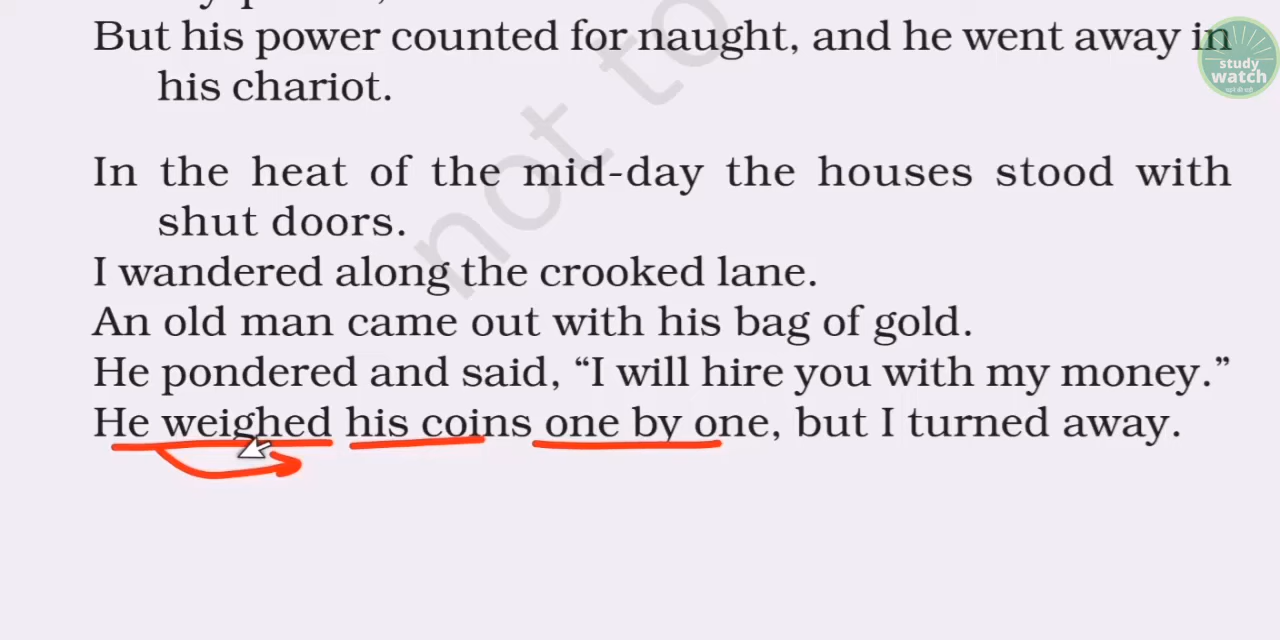 But his power counted for naught, and he went away in
his chariot.
In the heat of the mid-day the houses stood with
shut doors.
I wandered along the crooked lane.
An old man came out with his bag of gold.
He pondered and said, “I will hire you with my money.”
He weighed his coins one by one, but I turned away.
not to
study
watch